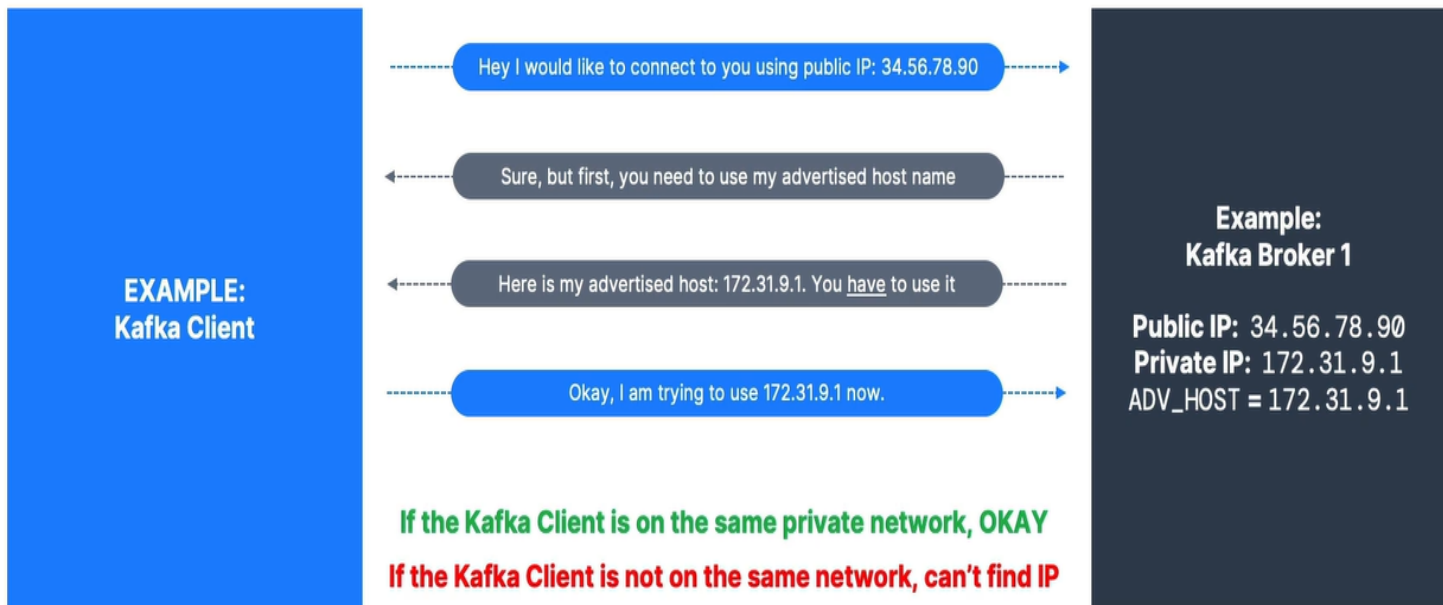 EXAMPLE:
Kafka Client
Hey I would like to connect to you using public IP: 34.56.78.90
Sure, but first, you need to use my advertised host name
Here is my advertised host: 172.31.9.1. You have to use it
Okay, I am trying to use 172.31.9.1 now.
If the Kafka Client is on the same private network, OKAY
If the Kafka Client is not on the same network, can't find IP
Example:
Kafka Broker 1
Public IP: 34.56.78.90
Private IP: 172.31.9.1
ADV_HOST = 172.31.9.1